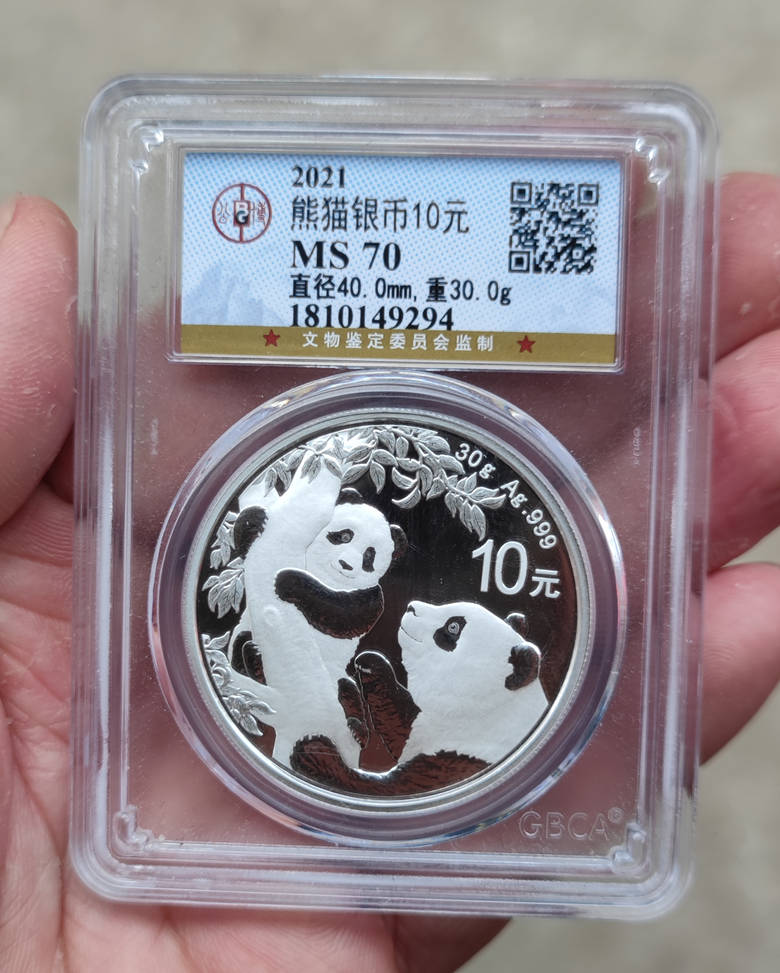 2021
熊猫银币10元
MS 70
直径40.0mm,重30.0g
1810149294
★ 文物鉴定委员会监制 ★
30g Ag.999
10元
GBCA®